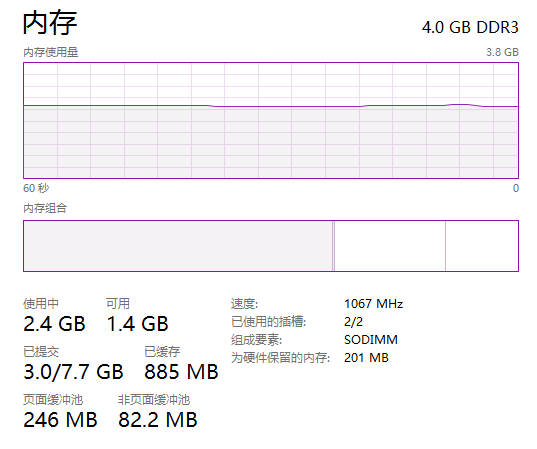 内存 4.0 GB DDR3
内存使用量 3.8 GB
60 秒 0
内存组合
使用中 可用 速度: 1067 MHz
2.4 GB 1.4 GB 已使用的插槽: 2/2
组成要素: SODIMM
已提交 已缓存 为硬件保留的内存: 201 MB
3.0/7.7 GB 885 MB
页面缓冲池 非页面缓冲池
246 MB 82.2 MB